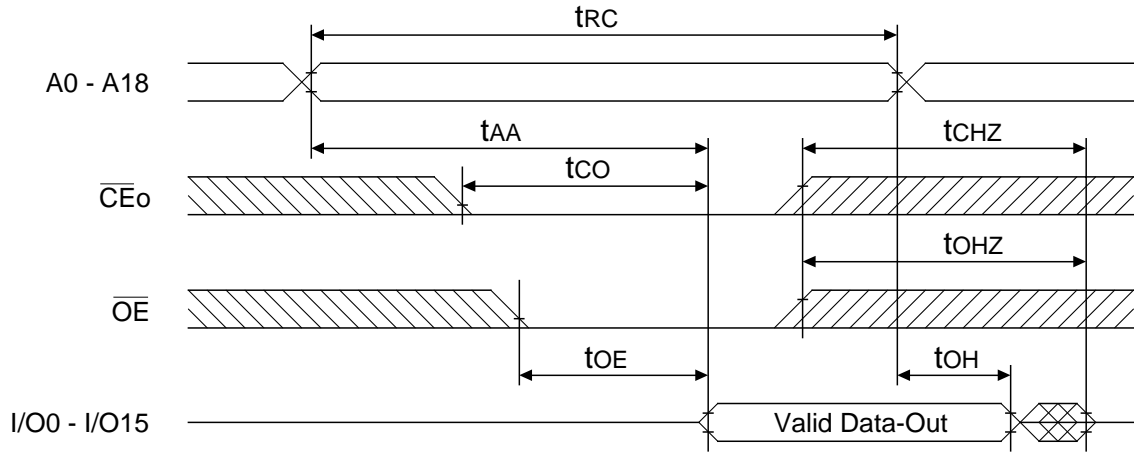 tRC
A0 - A18
tAA
tCHZ
tCO
CEo
tOHZ
OE
tOE
tOH
I/O0 - I/O15
Valid Data-Out